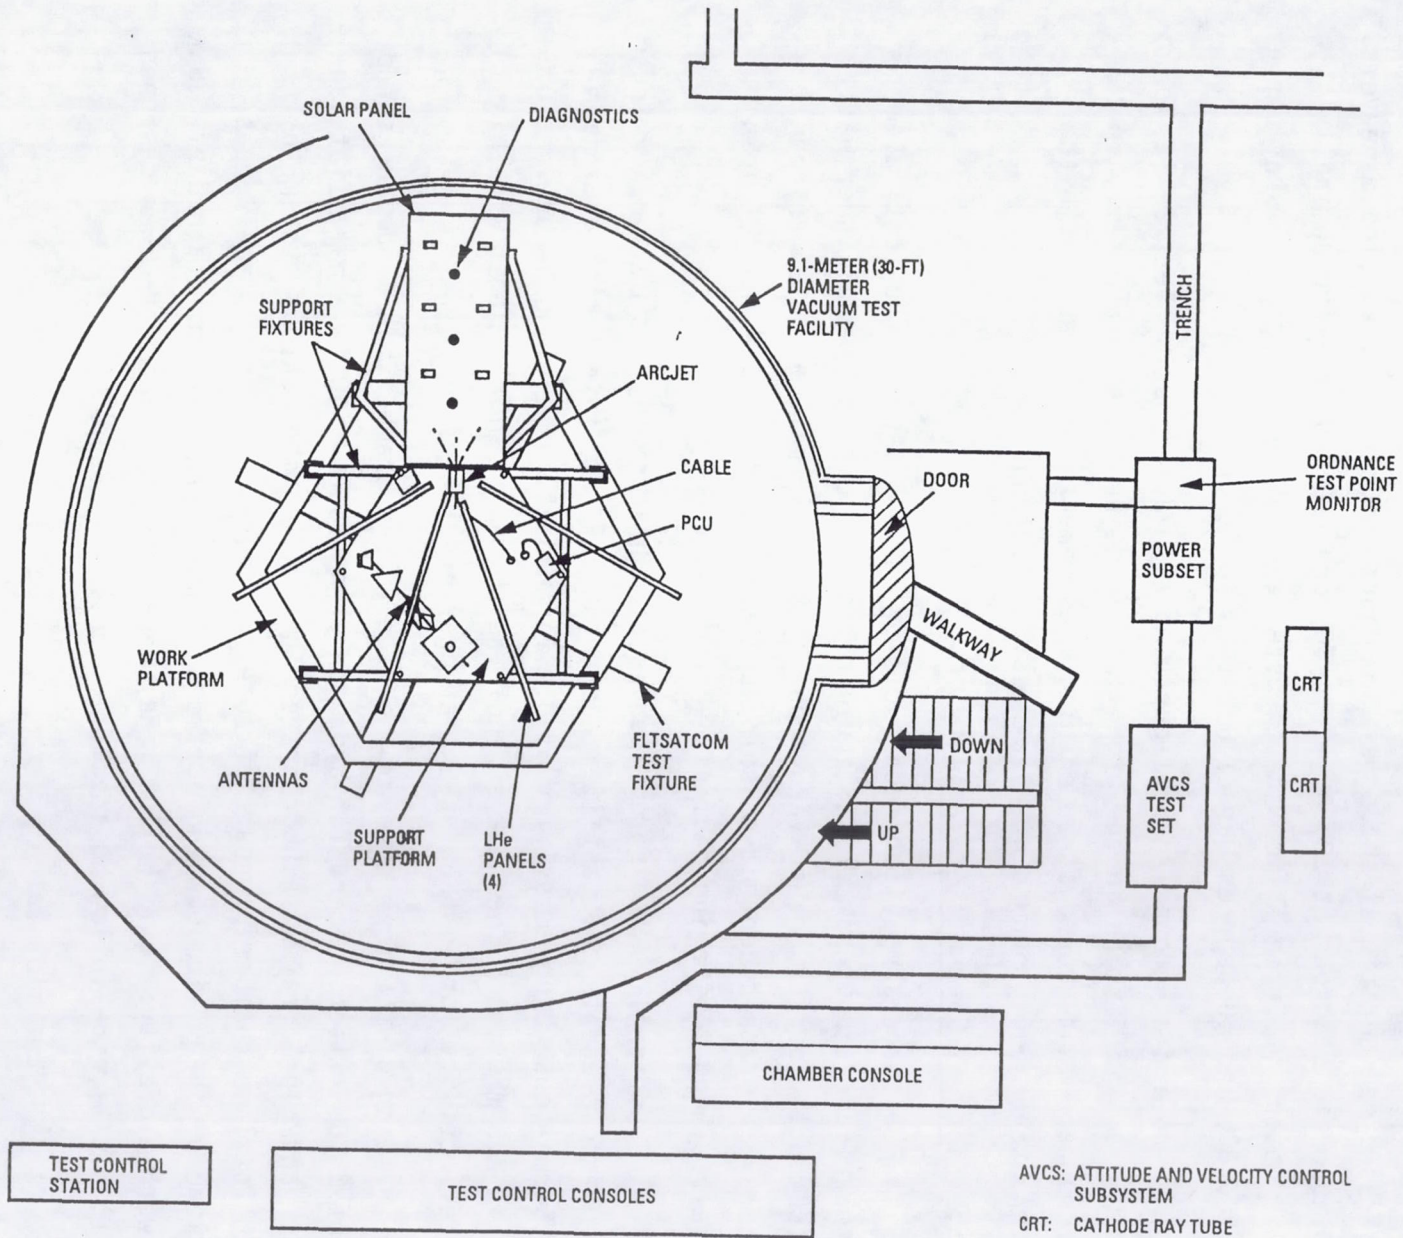 SOLAR PANEL
DIAGNOSTICS
9.1-METER (30-FT)
DIAMETER
VACUUM TEST
FACILITY
SUPPORT
FIXTURES
TRENCH
ARCJET
CABLE
DOOR
ORDNANCE
TEST POINT
MONITOR
PCU
POWER
SUBSET
WALKWAY
WORK
PLATFORM
CRT
FLTSATCOM
TEST
FIXTURE
DOWN
ANTENNAS
AVCS
TEST
SET
CRT
SUPPORT
PLATFORM
LHe
PANELS
(4)
UP
CHAMBER CONSOLE
TEST CONTROL
STATION
TEST CONTROL CONSOLES
AVCS: ATTITUDE AND VELOCITY CONTROL
SUBSYSTEM
CRT: CATHODE RAY TUBE